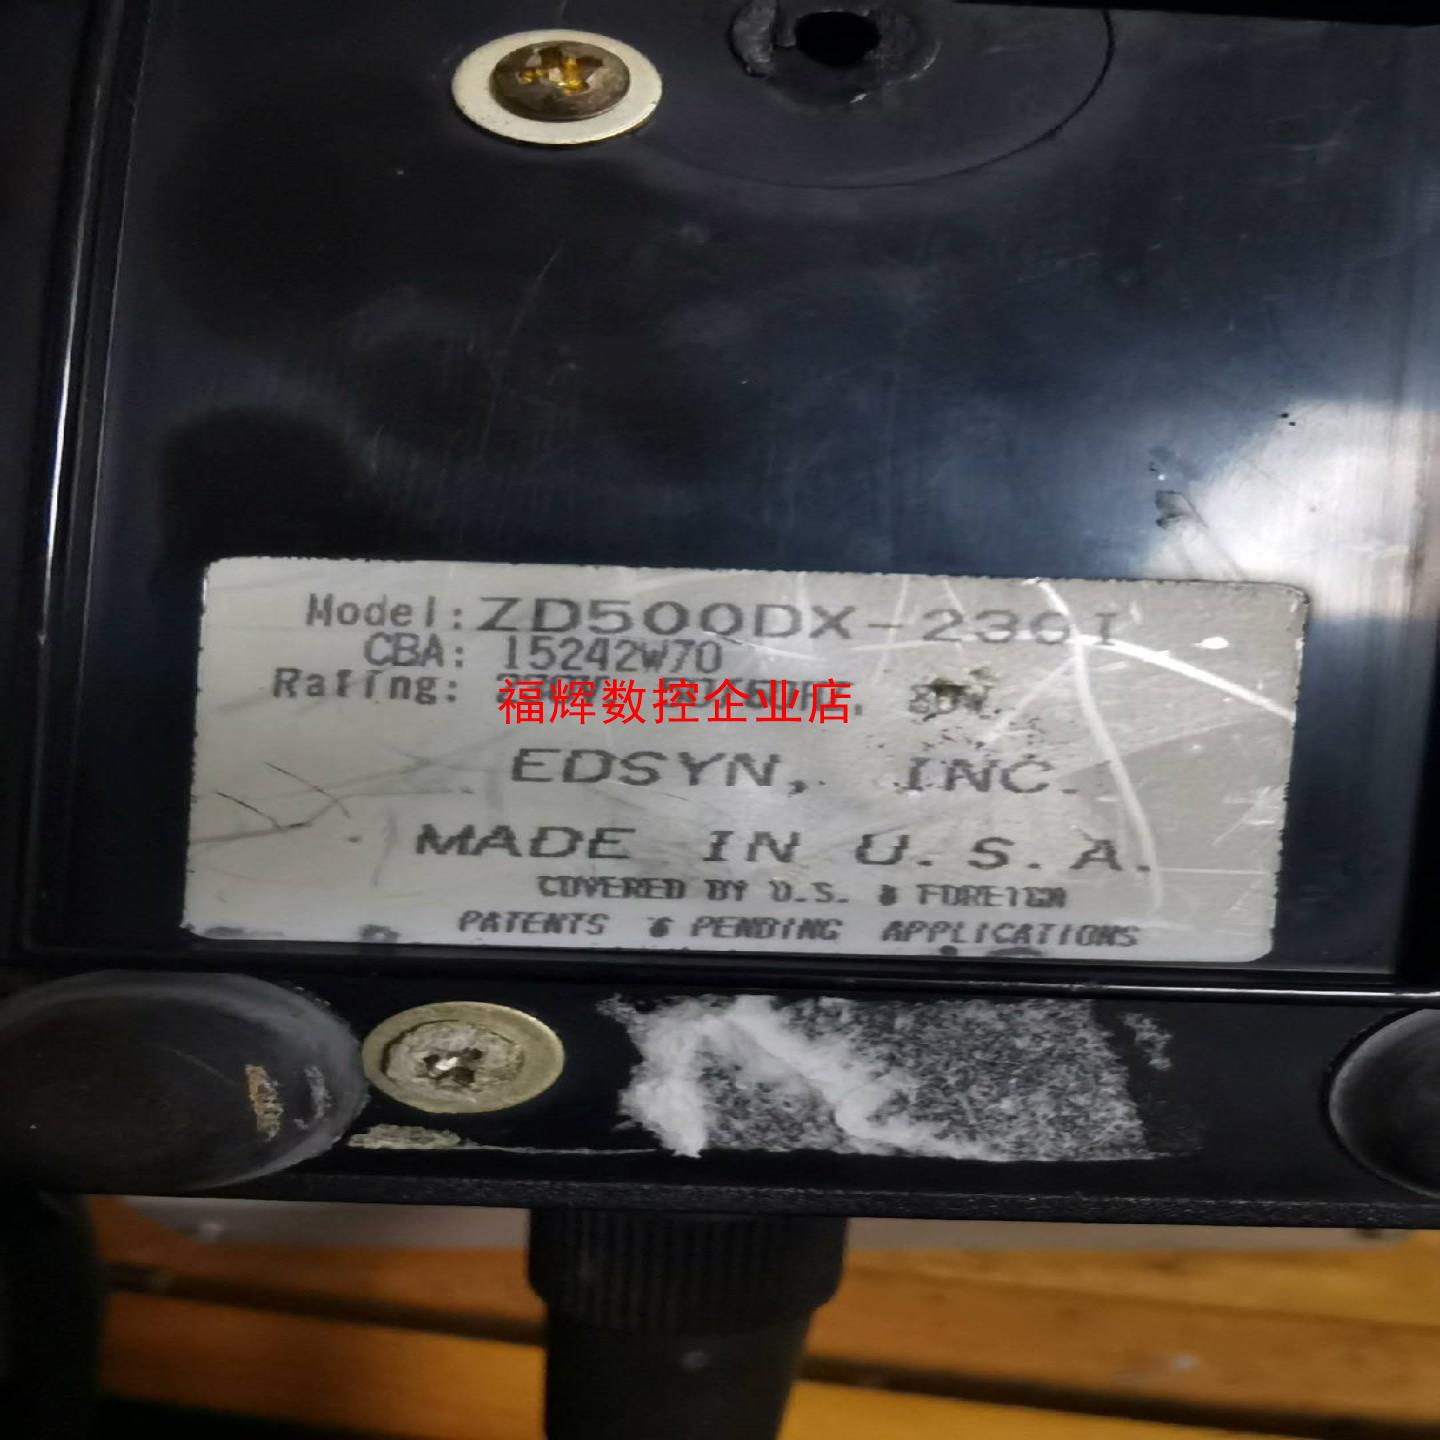 Model: ZD500DX-230I
CBA: 15242W70
Rating:
福辉数控企业店
EDSYN, INC.
MADE IN U.S.A.
COVERED BY U.S. & FOREIGN
PATENTS & PENDING APPLICATIONS